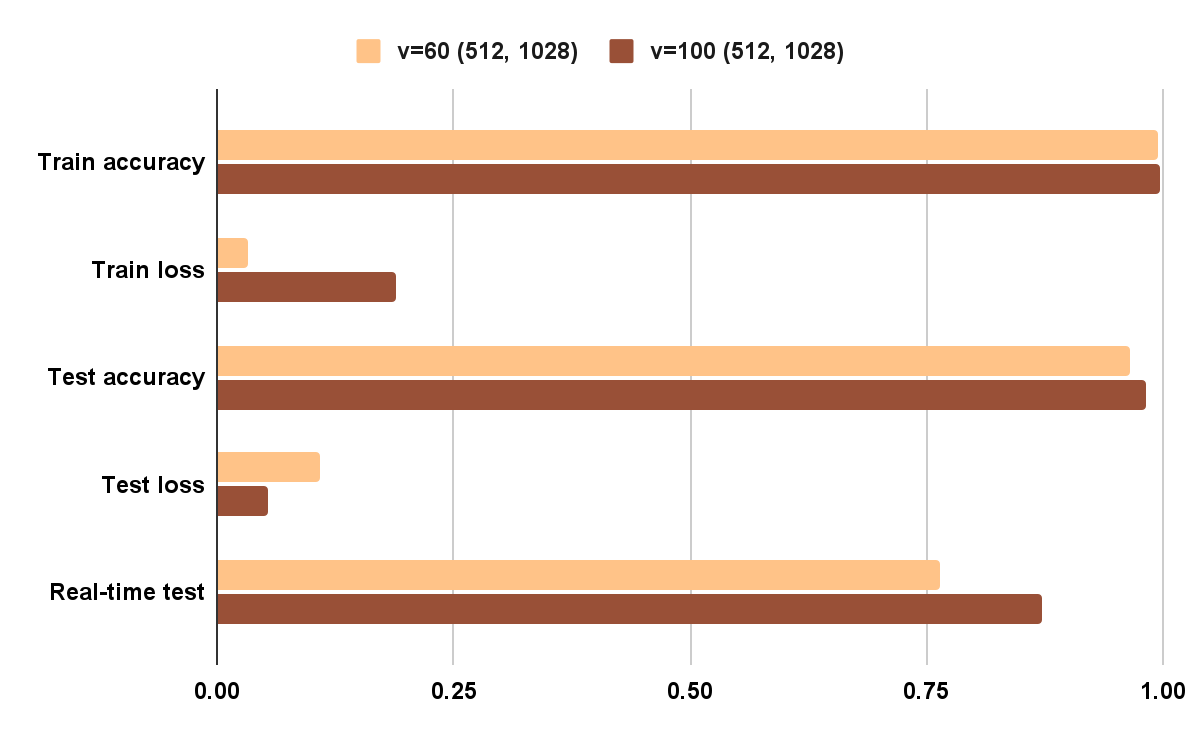 v=60 (512, 1028) v=100 (512, 1028)
Train accuracy
Train loss
Test accuracy
Test loss
Real-time test
0.00 0.25 0.50 0.75 1.00